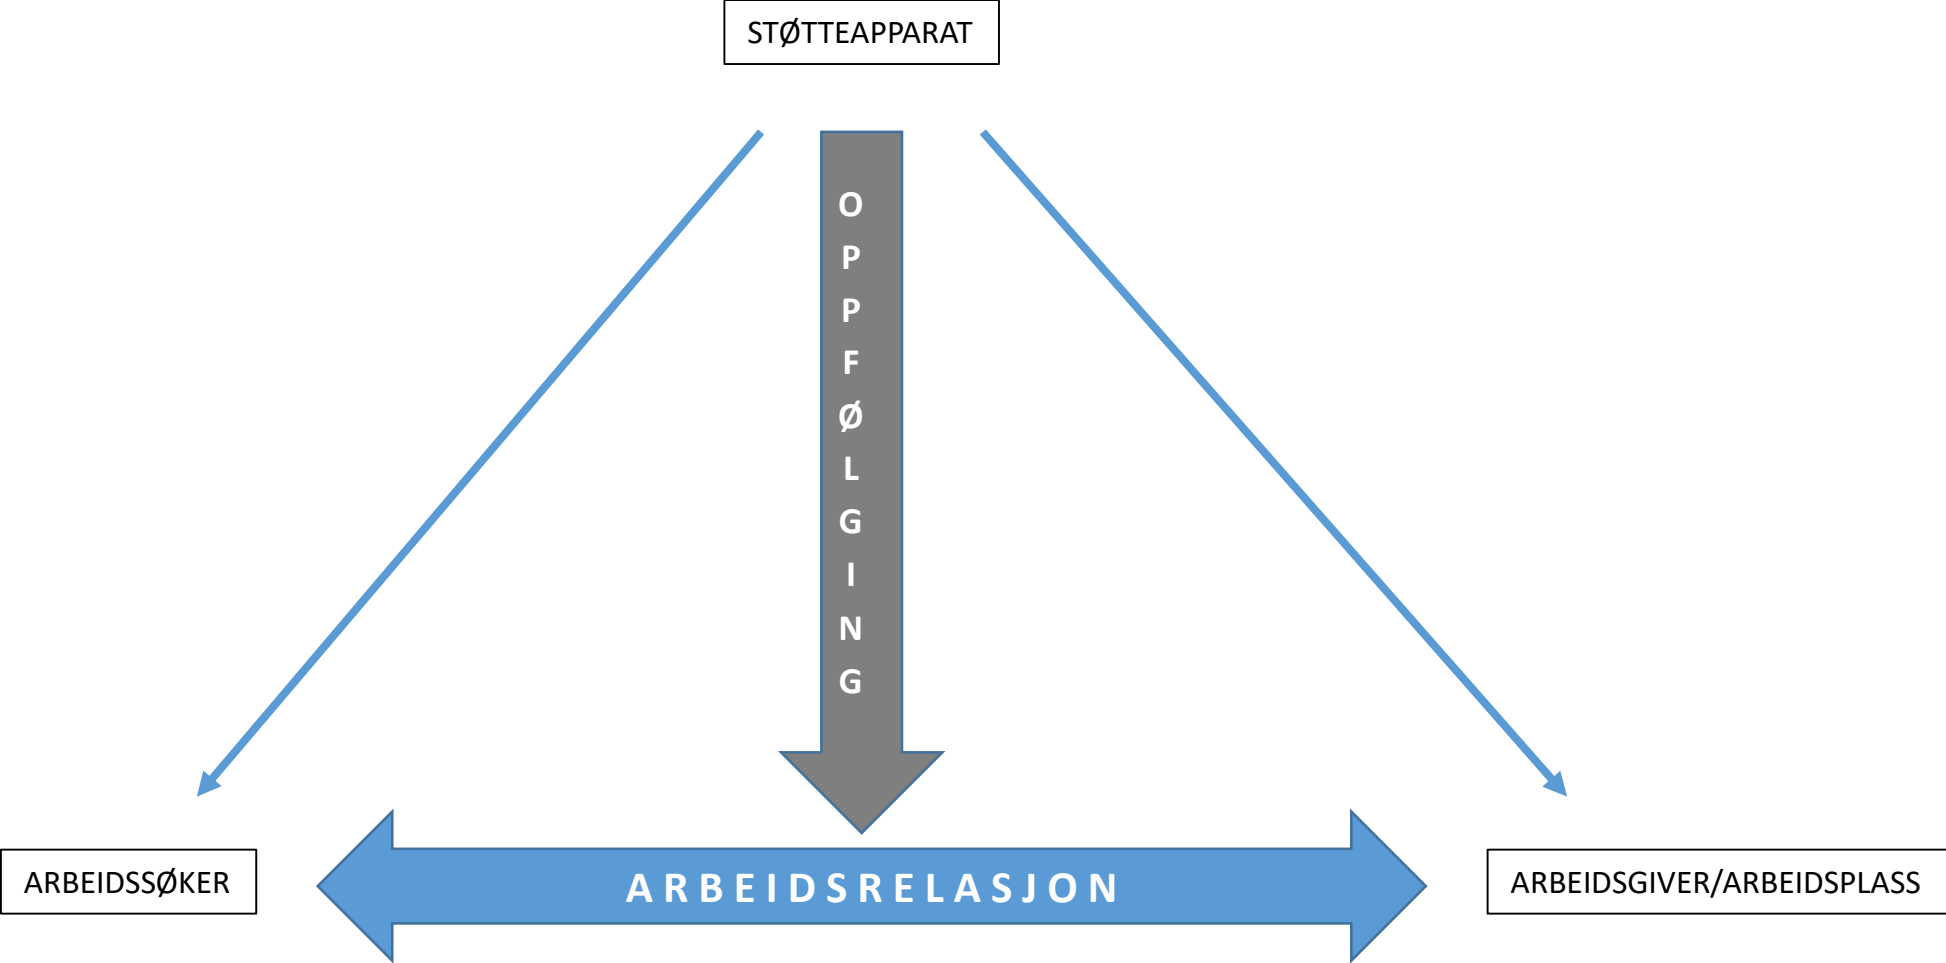 STØTTEAPPARAT
OPPFØLGING
ARBEIDSSØKER
ARBEIDSRELASJON
ARBEIDSGIVER/ARBEIDSPLASS